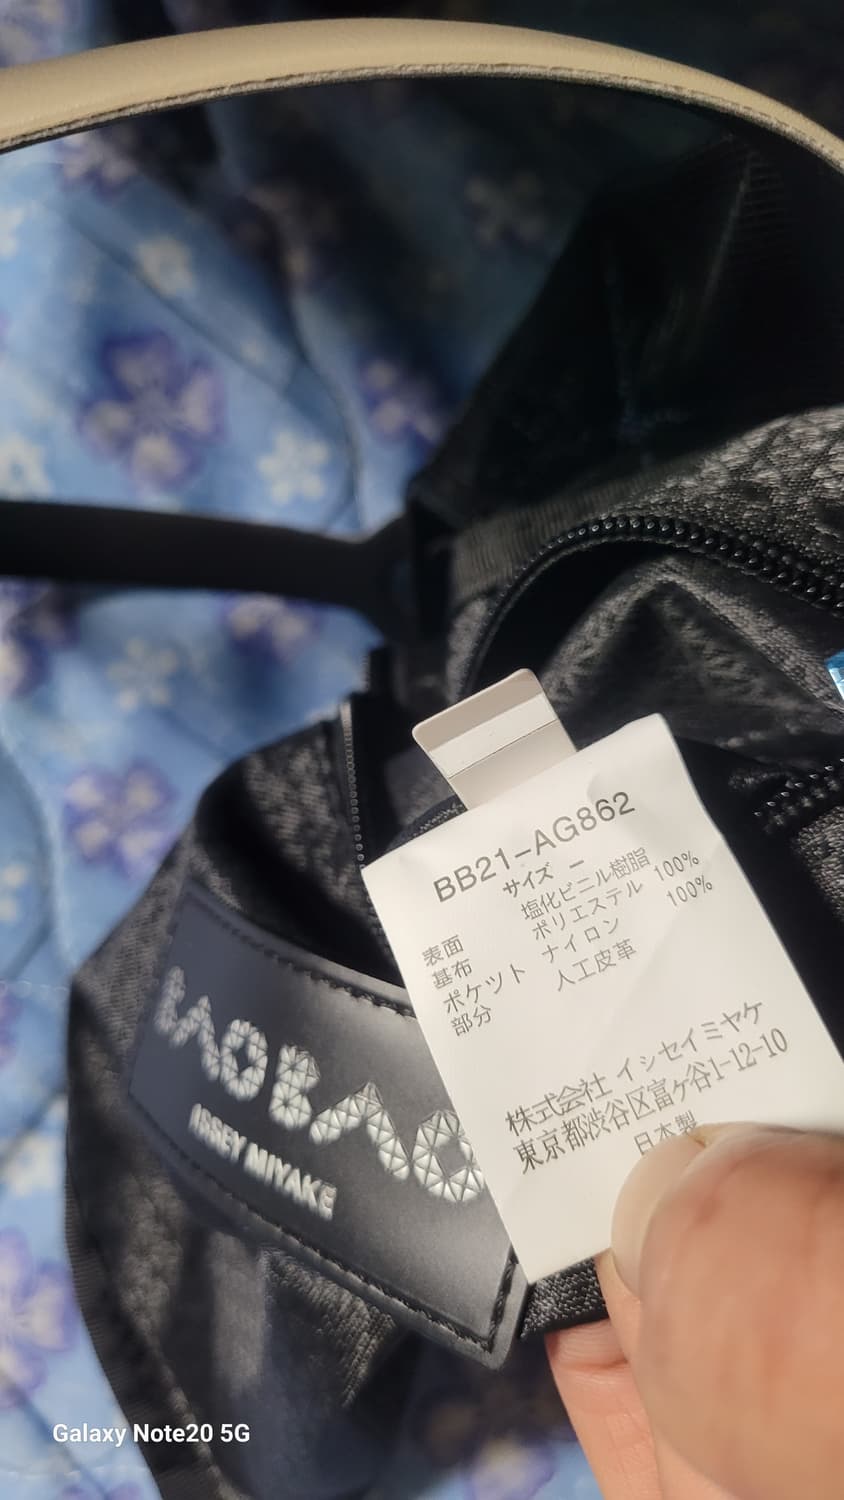 BB21-AG862
サイズ －
表面 塩化ビニル樹脂 100%
基布 ポリエステル 100%
ポケット ナイロン
部分 人工皮革
株式会社 イシセイミヤケ
東京都渋谷区富ケ谷1-12-10
日本製
BAO BAO
ISSEY MIYAKE
Galaxy Note20 5G